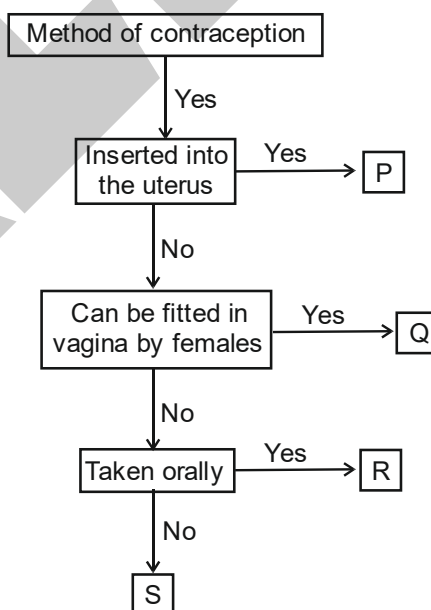 Method of contraception
Yes
Inserted into
the uterus
Yes
P
No
Can be fitted in
vagina by females
Yes
Q
No
Taken orally
Yes
R
No
S